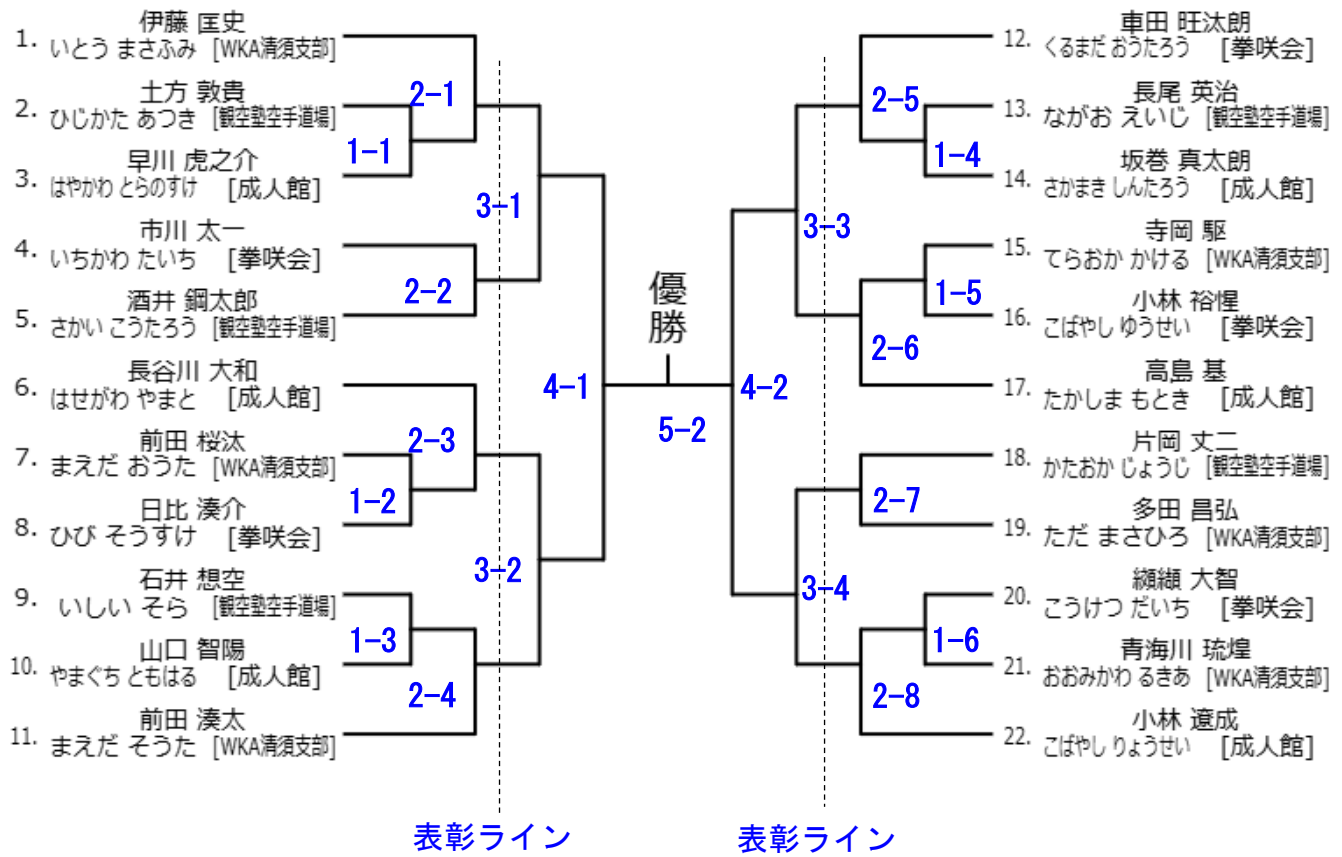 1. 伊藤 匡史
いとう まさふみ [WKA清須支部]
2. 土方 敦貴
ひじかた あつき [観空塾空手道場]
3. 早川 虎之介
はやかわ とらのすけ [成人館]
4. 市川 太一
いちかわ たいち [拳咲会]
5. 酒井 鋼太郎
さかい こうたろう [観空塾空手道場]
6. 長谷川 大和
はせがわ やまと [成人館]
7. 前田 桜汰
まえだ おうた [WKA清須支部]
8. 日比 湊介
ひび そうすけ [拳咲会]
9. 石井 想空
いしい そら [観空塾空手道場]
10. 山口 智陽
やまぐち ともはる [成人館]
11. 前田 湊太
まえだ そうた [WKA清須支部]
1-1
1-2
1-3
2-1
2-2
2-3
2-4
3-1
3-2
4-1
優勝
5-2
4-2
3-3
3-4
2-5
2-6
2-7
2-8
1-4
1-5
1-6
12. 車田 旺汰朗
くるまだ おうたろう [拳咲会]
13. 長尾 英治
ながお えいじ [観空塾空手道場]
14. 坂巻 真太朗
さかまき しんたろう [成人館]
15. 寺岡 駆
てらおか かける [WKA清須支部]
16. 小林 裕惺
こばやし ゆうせい [拳咲会]
17. 高島 基
たかしま もとき [成人館]
18. 片岡 丈二
かたおか じょうじ [観空塾空手道場]
19. 多田 昌弘
ただ まさひろ [WKA清須支部]
20. 纐纈 大智
こうけつ だいち [拳咲会]
21. 青海川 琉煌
おおみかわ るきあ [WKA清須支部]
22. 小林 遼成
こばやし りょうせい [成人館]
表彰ライン
表彰ライン